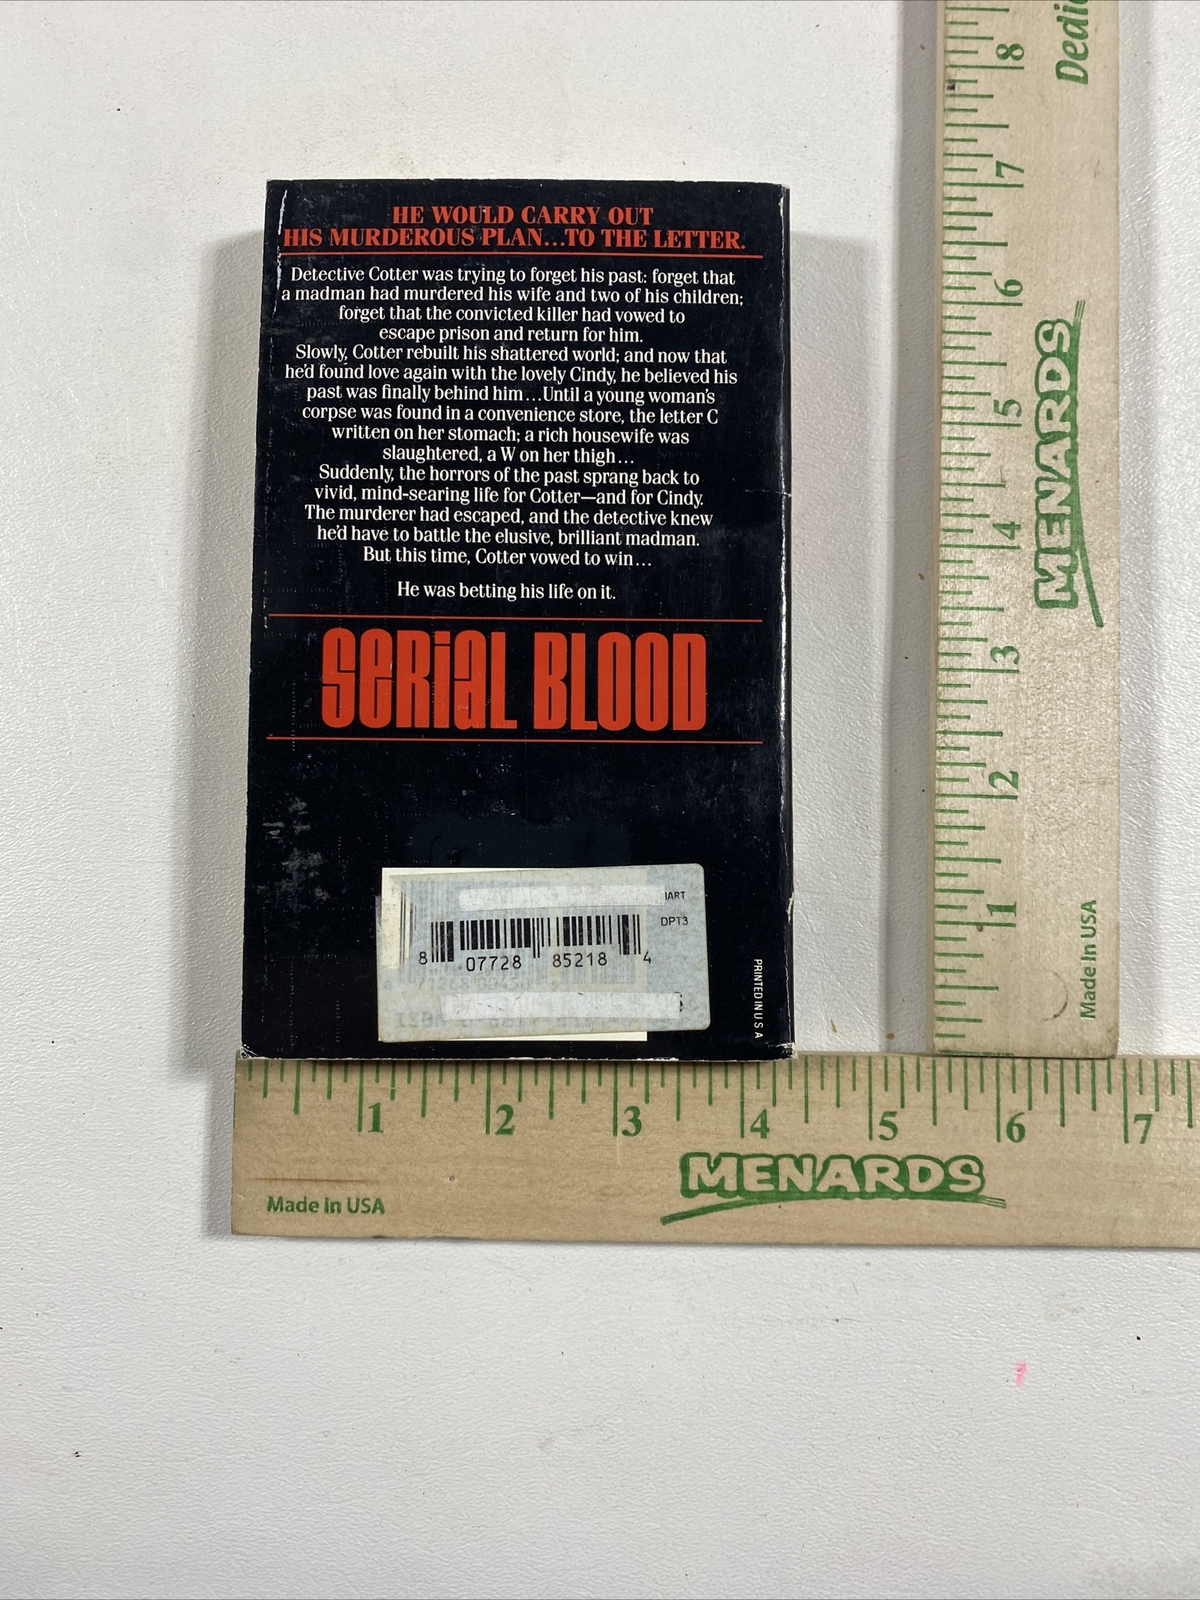 HE WOULD CARRY OUT
HIS MURDEROUS PLAN...TO THE LETTER.
Detective Cotter was trying to forget his past: forget that
a madman had murdered his wife and two of his children;
forget that the convicted killer had vowed to
escape prison and return for him.
Slowly, Cotter rebuilt his shattered world; and now that
he'd found love again with the lovely Cindy, he believed his
past was finally behind him...Until a young woman's
corpse was found in a convenience store, the letter C
written on her stomach; a rich housewife was
slaughtered, a W on her thigh...
Suddenly, the horrors of the past sprang back to
vivid, mind-searing life for Cotter—and for Cindy.
The murderer had escaped, and the detective knew
he'd have to battle the elusive, brilliant madman.
But this time, Cotter vowed to win...
He was betting his life on it.
SERIAL BLOOD
DPT3
8 07728 85218 4
PRINTED IN U S A
1 2 3 4 5 6 7
MENARDS
Made in USA
8
7
6
5
4
3
2
1
MENARDS
Made in USA